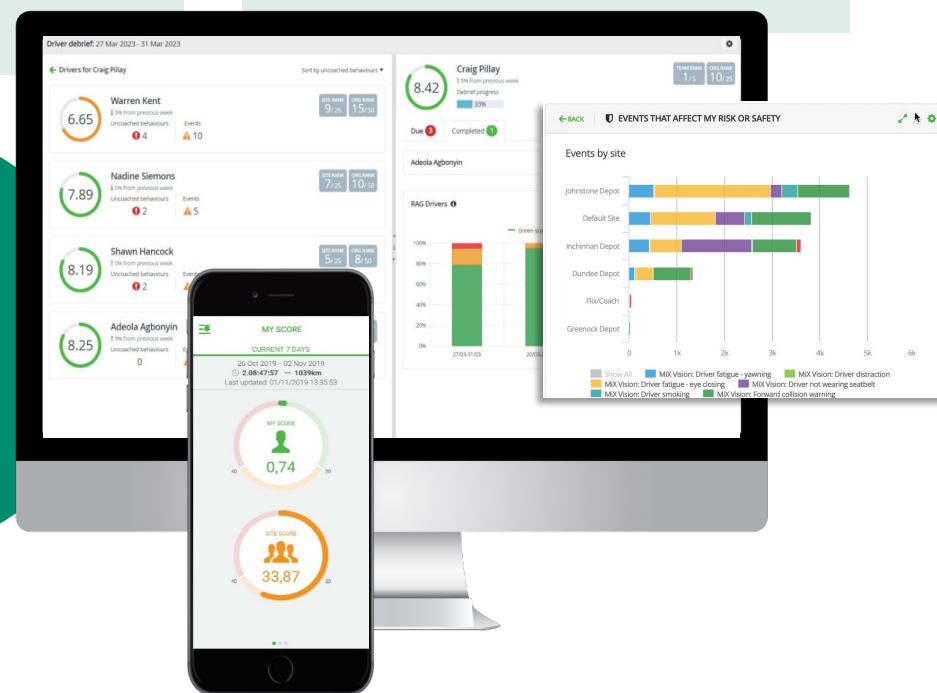 Driver debrief: 27 Mar 2023 - 31 Mar 2023
Drivers for Craig Pillay
Sort by uncoached behaviours
6.65
Warren Kent
5% from previous week
Uncoached behaviours
4
Events
10
SITE RANK
9/25
ORG RANK
15/50
7.89
Nadine Siemons
5% from previous week
Uncoached behaviours
2
Events
5
SITE RANK
7/25
ORG RANK
10/50
8.19
Shawn Hancock
5% from previous week
Uncoached behaviours
2
SITE RANK
5/25
ORG RANK
8/50
8.25
Adeola Agbonyin
5% from previous week
Uncoached behaviours
0
8.42
Craig Pillay
5% from previous week
Debrief progress
33%
TEAM RANK
1/5
ORG RANK
10/25
Due 3
Completed 1
Adeola Agbonyin
RAG Drivers
100%
80%
60%
40%
20%
0%
27/03-31/03
BACK
EVENTS THAT AFFECT MY RISK OR SAFETY
Events by site
Johnstone Depot
Default Site
Inchinnan Depot
Dundee Depot
Flix/Coach
Greenock Depot
0 1k 2k 3k 4k 5k 6k
Show All MiX Vision: Driver fatigue - yawning MiX Vision: Driver distraction
MiX Vision: Driver fatigue - eye closing MiX Vision: Driver not wearing seatbelt
MiX Vision: Driver smoking MiX Vision: Forward collision warning
MY SCORE
CURRENT 7 DAYS
26 Oct 2019 - 02 Nov 2019
2.08:47:57 1039km
Last updated: 01/11/2019 13:35:53
MY SCORE
0,74
40
20
SITE SCORE
33,87
40
20